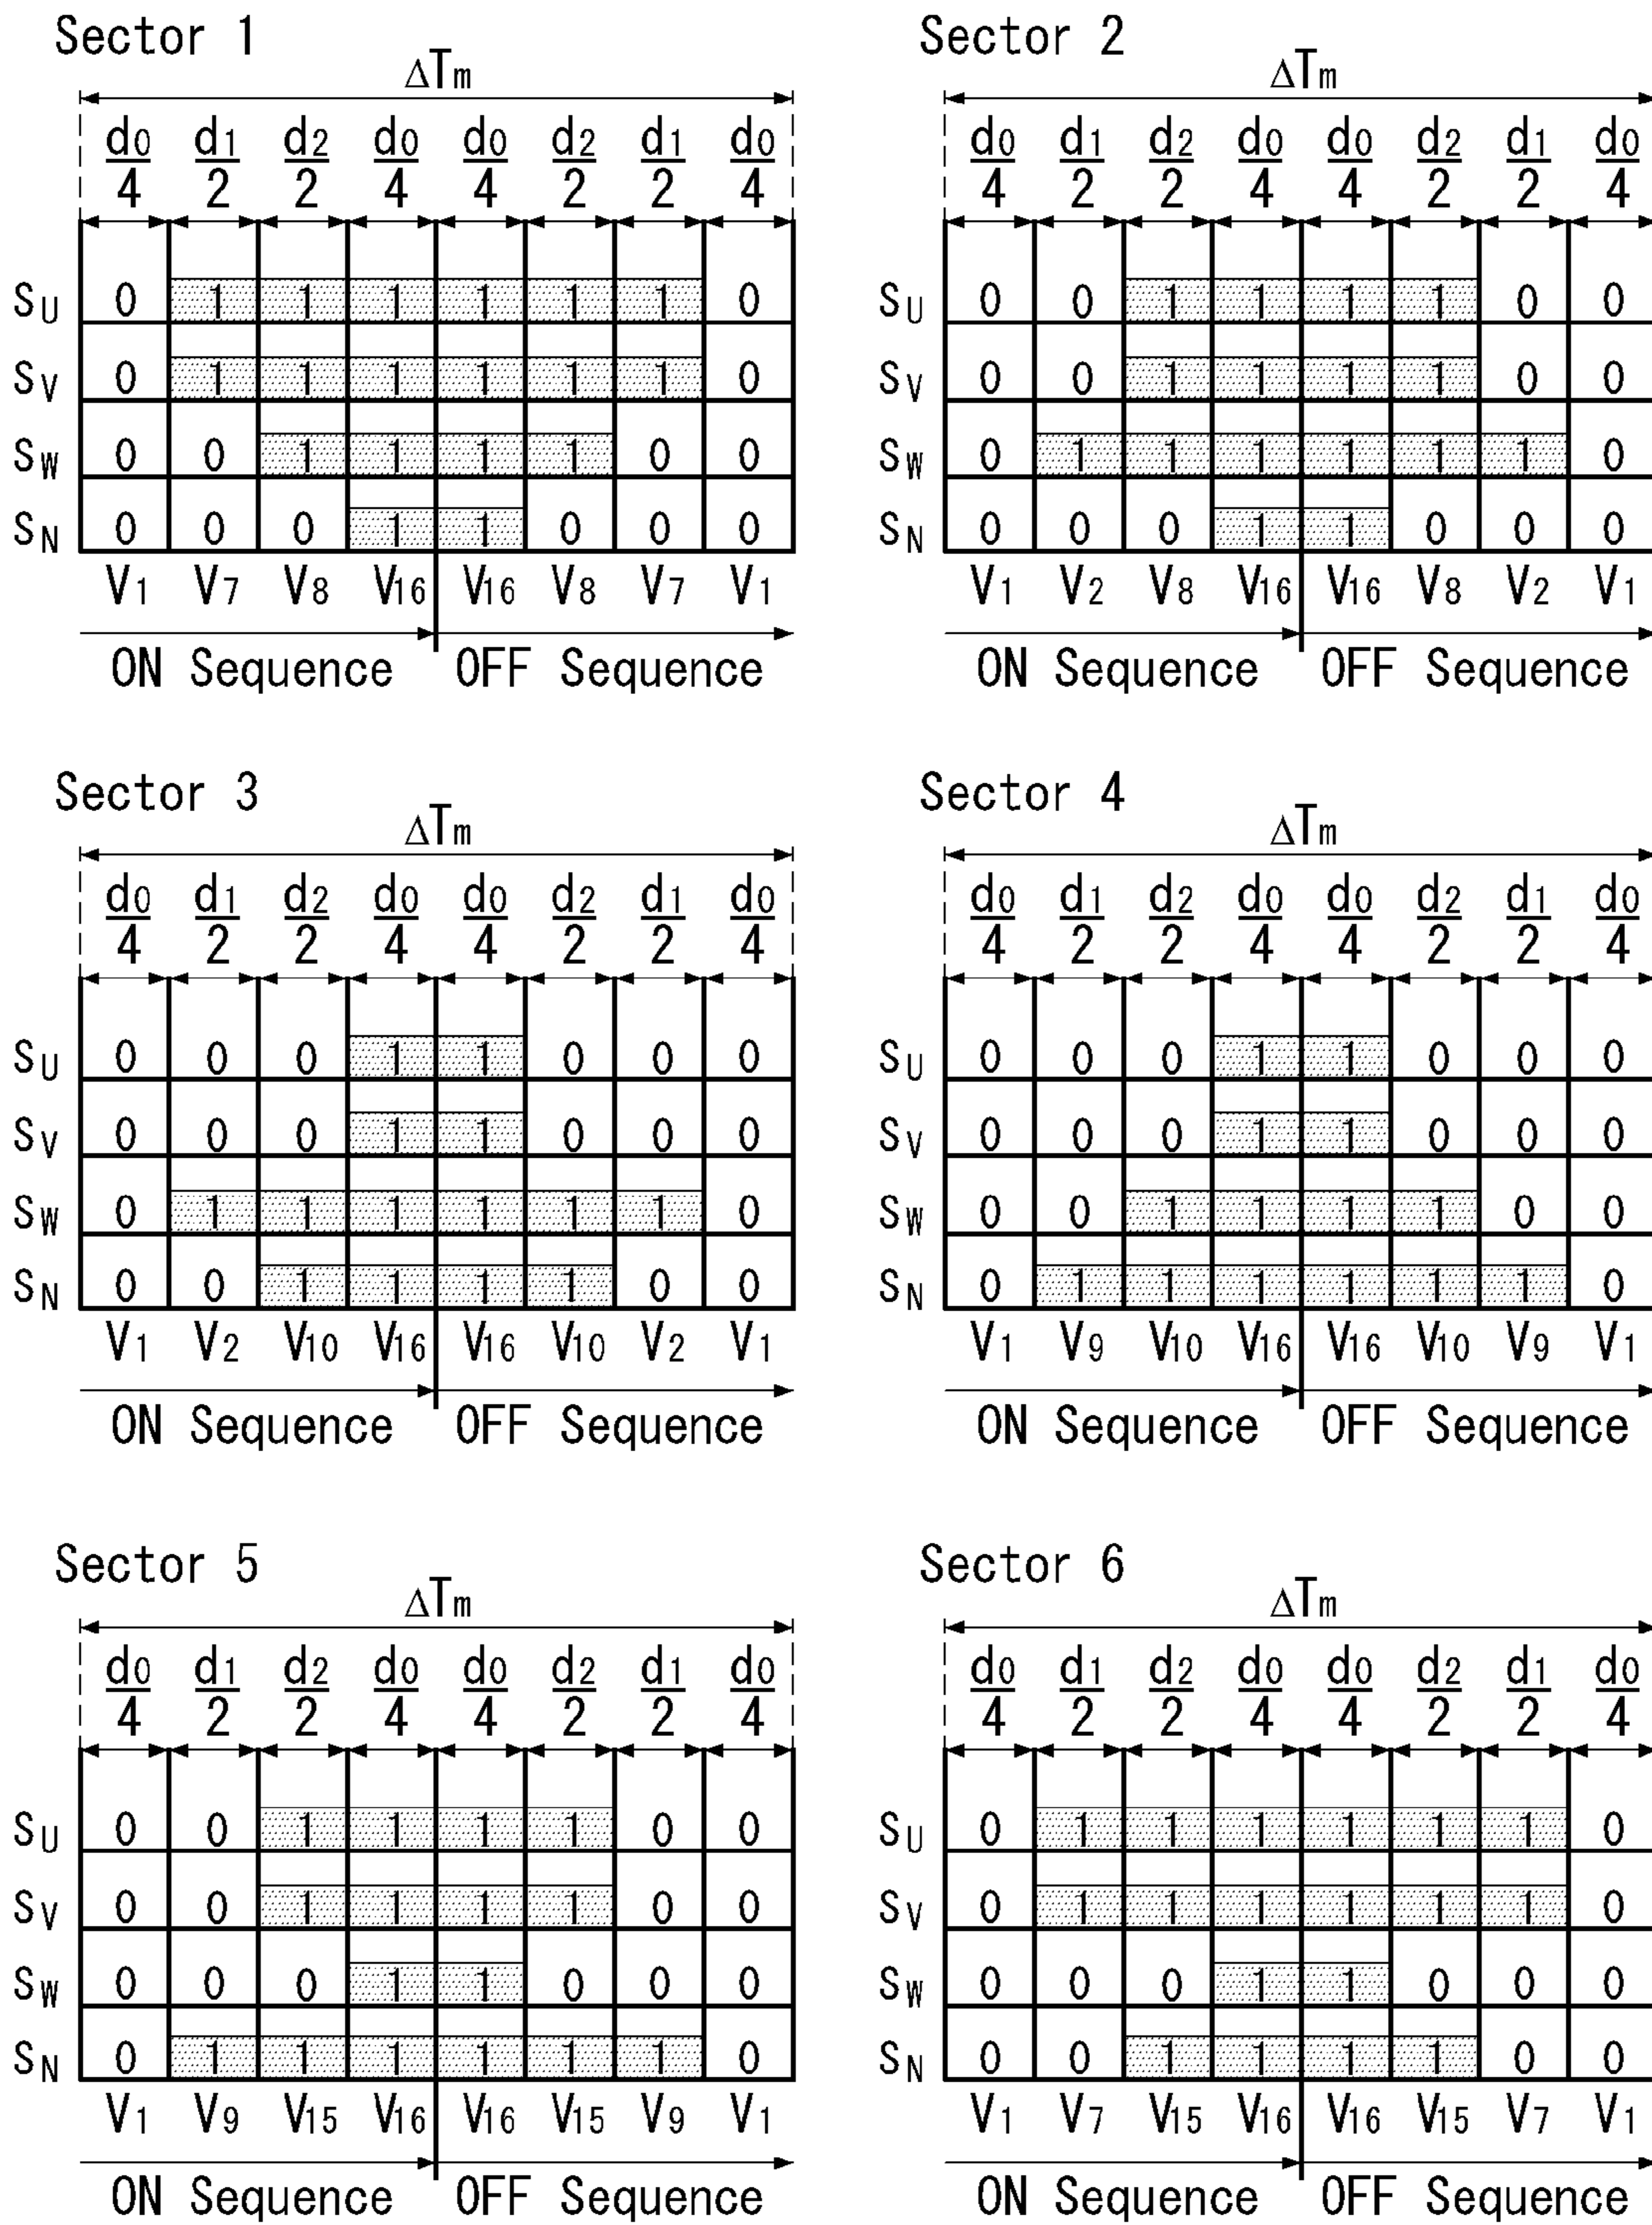 Sector 1
ΔTm
d0/4 d1/2 d2/2 d0/4 d0/4 d2/2 d1/2 d0/4
SU 0 1 1 1 1 1 1 0
SV 0 1 1 1 1 1 1 0
SW 0 0 1 1 1 1 0 0
SN 0 0 0 1 1 0 0 0
V1 V7 V8 V16 V16 V8 V7 V1
ON Sequence OFF Sequence
Sector 2
ΔTm
d0/4 d1/2 d2/2 d0/4 d0/4 d2/2 d1/2 d0/4
SU 0 0 1 1 1 1 0 0
SV 0 0 1 1 1 1 0 0
SW 0 1 1 1 1 1 1 0
SN 0 0 0 1 1 0 0 0
V1 V2 V8 V16 V16 V8 V2 V1
ON Sequence OFF Sequence
Sector 3
ΔTm
d0/4 d1/2 d2/2 d0/4 d0/4 d2/2 d1/2 d0/4
SU 0 0 0 1 1 0 0 0
SV 0 0 0 1 1 0 0 0
SW 0 1 1 1 1 1 1 0
SN 0 0 1 1 1 1 0 0
V1 V2 V10 V16 V16 V10 V2 V1
ON Sequence OFF Sequence
Sector 4
ΔTm
d0/4 d1/2 d2/2 d0/4 d0/4 d2/2 d1/2 d0/4
SU 0 0 0 1 1 0 0 0
SV 0 0 0 1 1 0 0 0
SW 0 0 1 1 1 1 0 0
SN 0 1 1 1 1 1 1 0
V1 V9 V10 V16 V16 V10 V9 V1
ON Sequence OFF Sequence
Sector 5
ΔTm
d0/4 d1/2 d2/2 d0/4 d0/4 d2/2 d1/2 d0/4
SU 0 0 1 1 1 1 0 0
SV 0 0 1 1 1 1 0 0
SW 0 0 0 1 1 0 0 0
SN 0 1 1 1 1 1 1 0
V1 V9 V15 V16 V16 V15 V9 V1
ON Sequence OFF Sequence
Sector 6
ΔTm
d0/4 d1/2 d2/2 d0/4 d0/4 d2/2 d1/2 d0/4
SU 0 1 1 1 1 1 1 0
SV 0 1 1 1 1 1 1 0
SW 0 0 0 1 1 0 0 0
SN 0 0 1 1 1 1 0 0
V1 V7 V15 V16 V16 V15 V7 V1
ON Sequence OFF Sequence